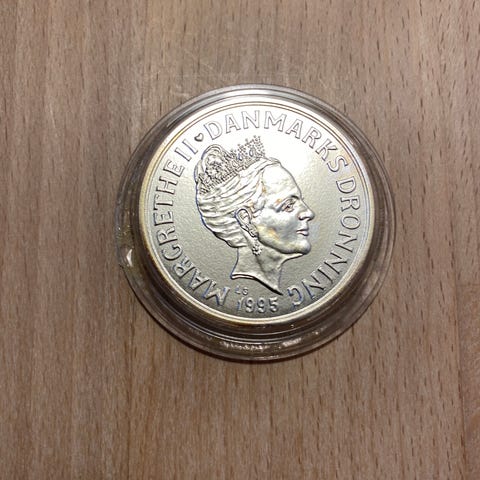 MARGRETHE II ♥ DANMARKS DRONNING
LG
1995